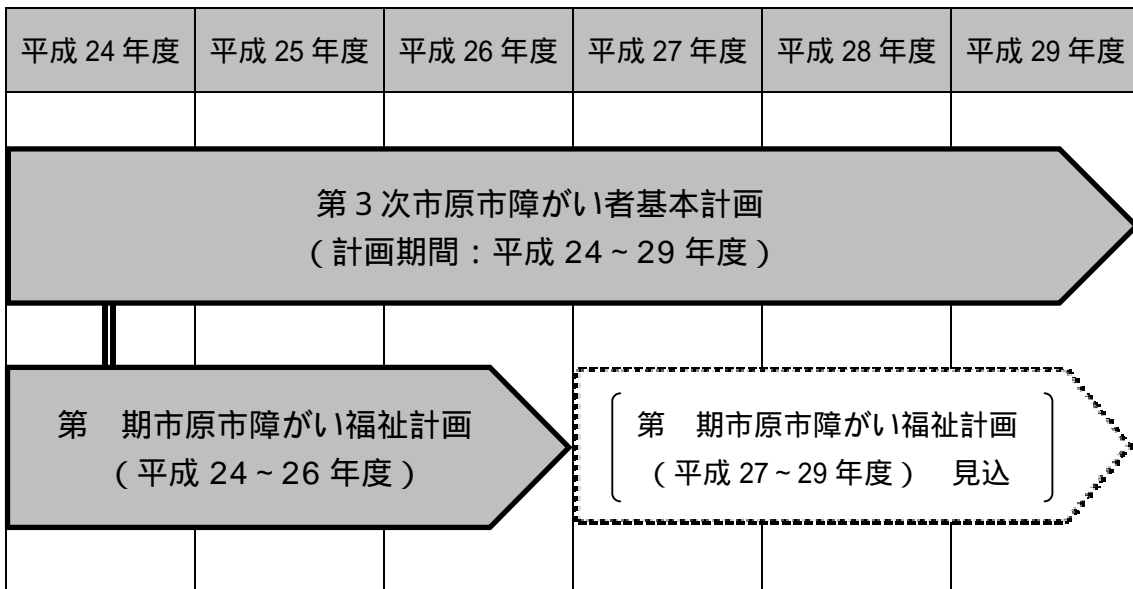 平成 24 年度
平成 25 年度
平成 26 年度
平成 27 年度
平成 28 年度
平成 29 年度
第3次市原市障がい者基本計画
(計画期間:平成 24~29 年度)
第 期市原市障がい福祉計画
(平成 24~26 年度)
第 期市原市障がい福祉計画
(平成 27~29 年度) 見込